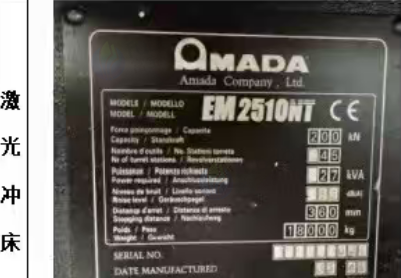 激光冲床
AMADA
Amada Company, Ltd.
MODELE / MODELLO
MODEL / MODELL EM2510NT CE
Force poinçonnage / Capacita
Capacity / Stanzkraft 200 kN
Nombre d'outils / No. Stazioni torretta
Nr of turret stations / Revolverstationen 45
Puissance / Potenza richiesta
Power required / Anschlussleistung 27 kVA
Niveau de bruit / Livello sonoro
Noise level / Geräuschpegel
Distance d'arret / Distanza di arresto
Stopping distance / Nachlaufweg 380 mm
Poids / Peso
Weight / Gewicht 18000 kg
SERIAL NO.
DATE MANUFACTURED